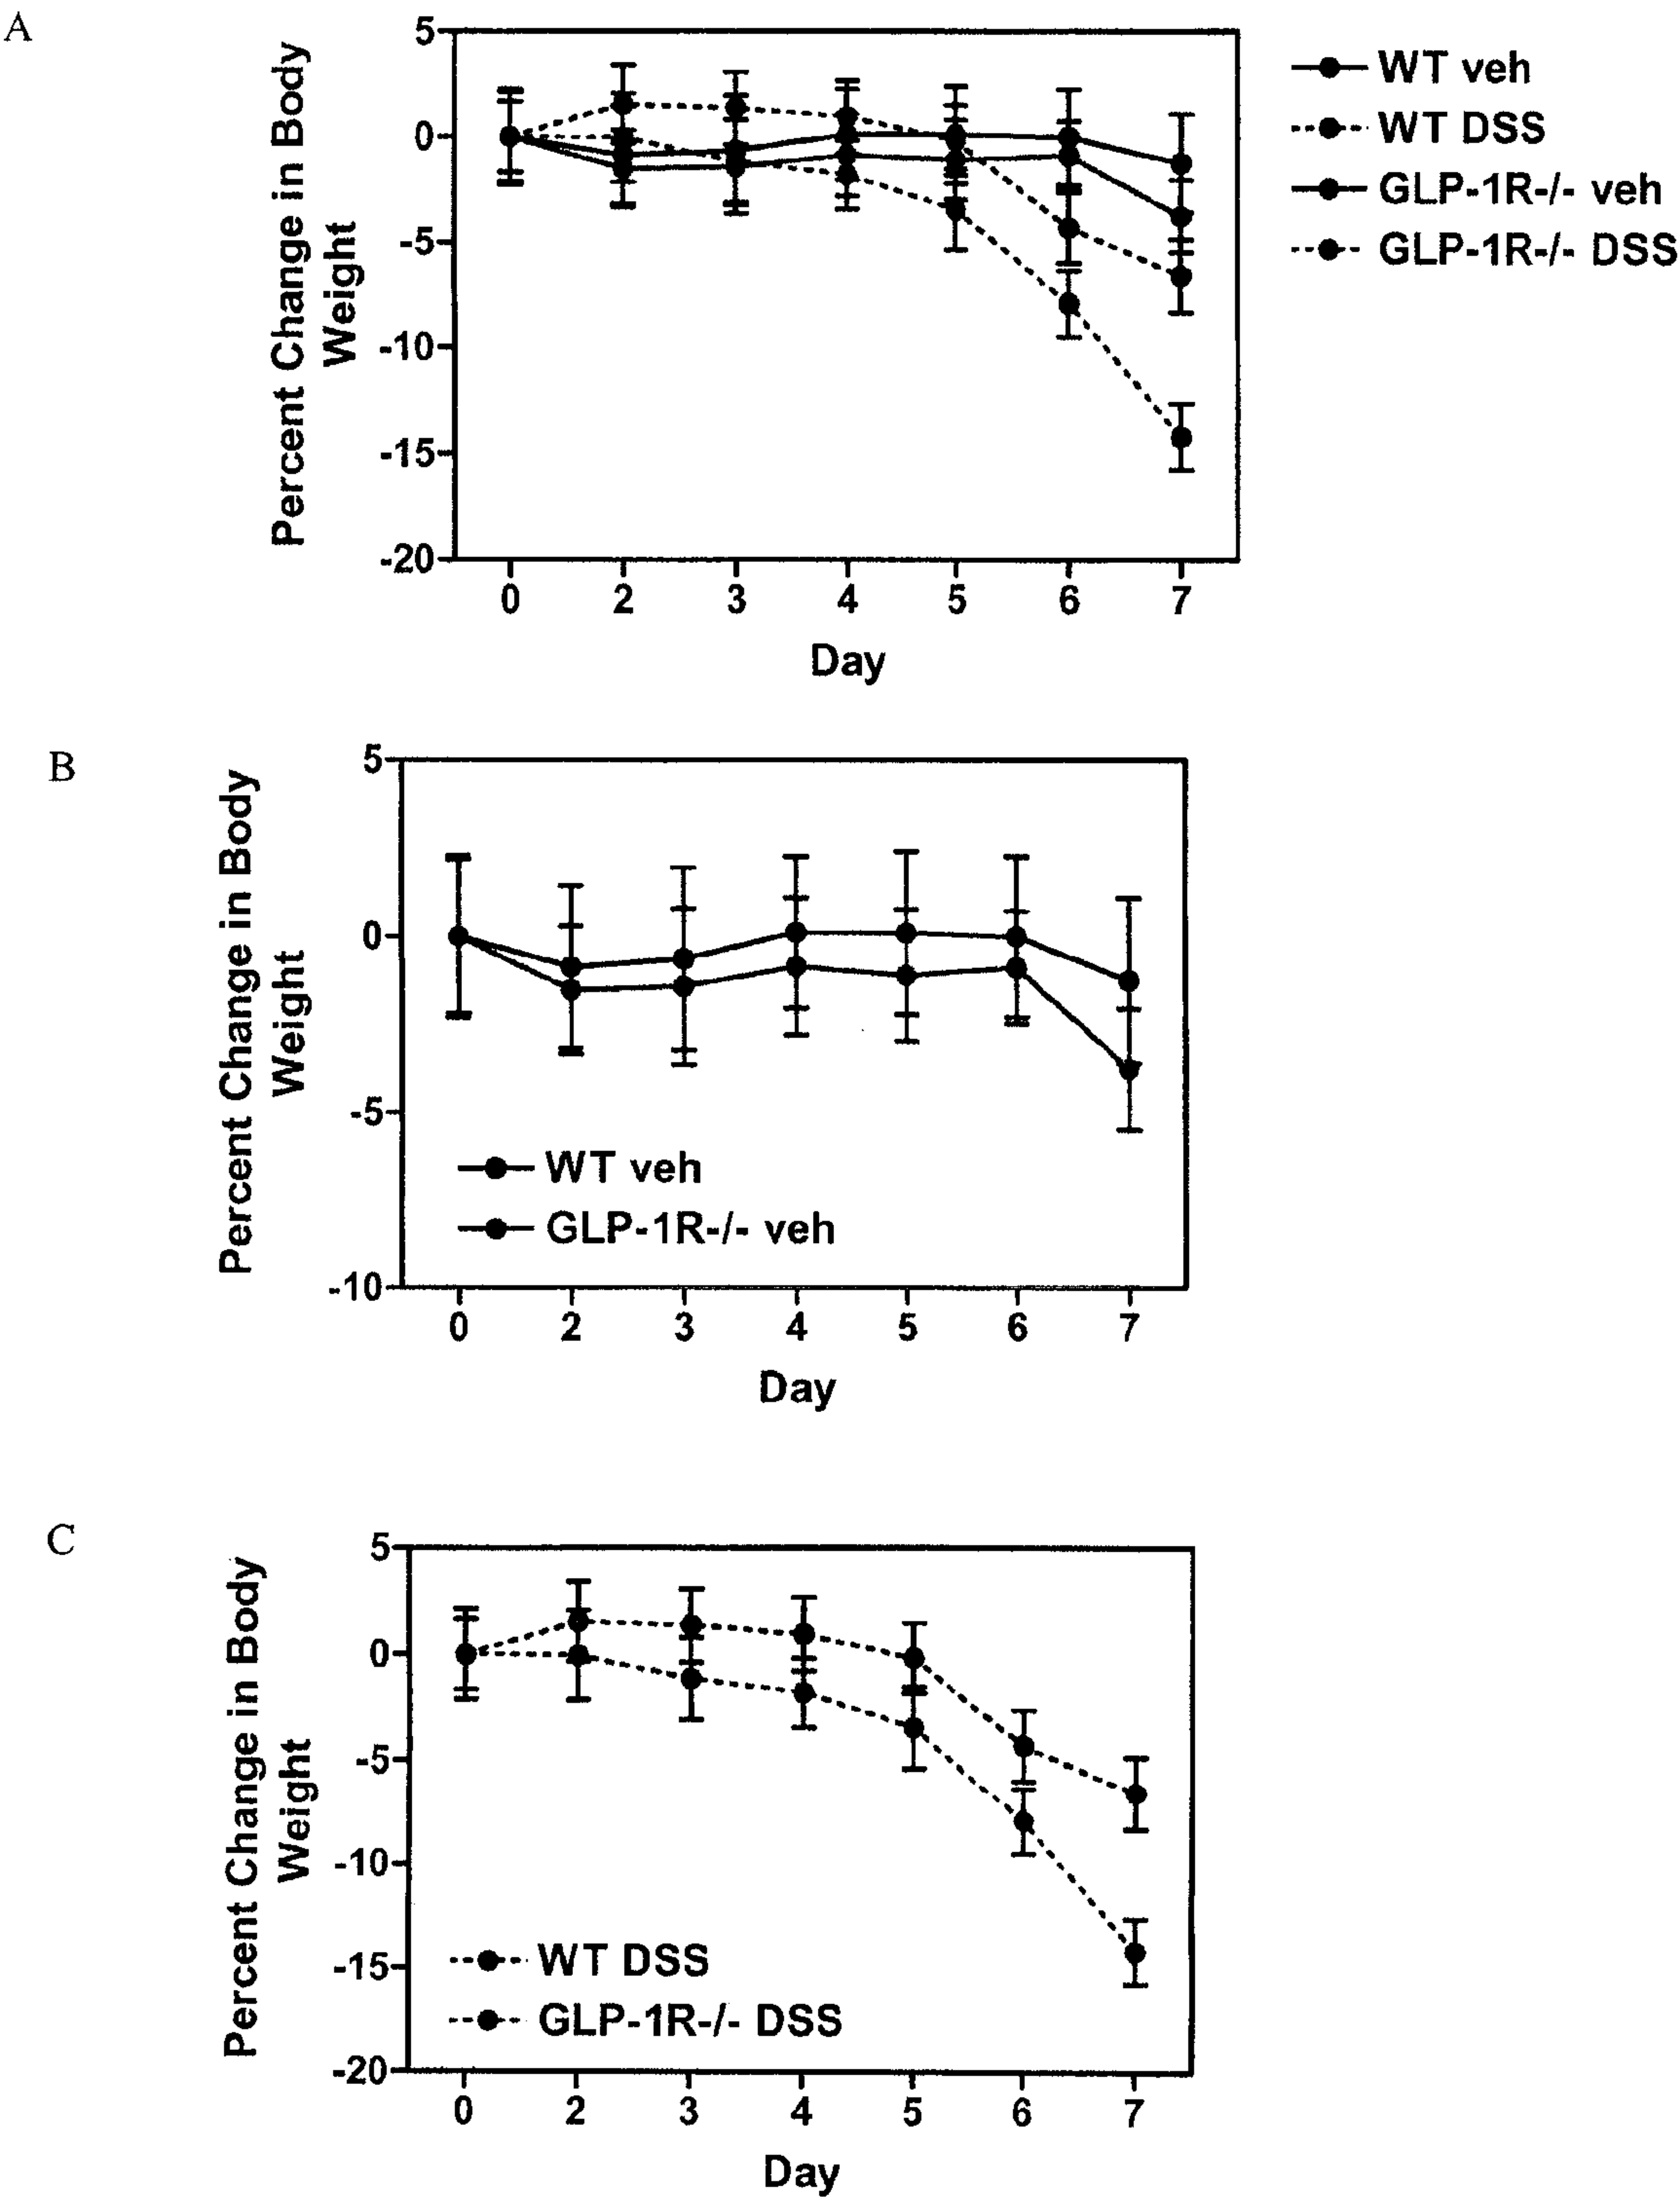 A
5
0
-5
-10
-15
-20
Percent Change in Body
Weight
0 2 3 4 5 6 7
Day
WT veh
WT DSS
GLP-1R-/- veh
GLP-1R-/- DSS
B
5
0
-5
-10
Percent Change in Body
Weight
WT veh
GLP-1R-/- veh
0 2 3 4 5 6 7
Day
C
5
0
-5
-10
-15
-20
Percent Change in Body
Weight
WT DSS
GLP-1R-/- DSS
0 2 3 4 5 6 7
Day